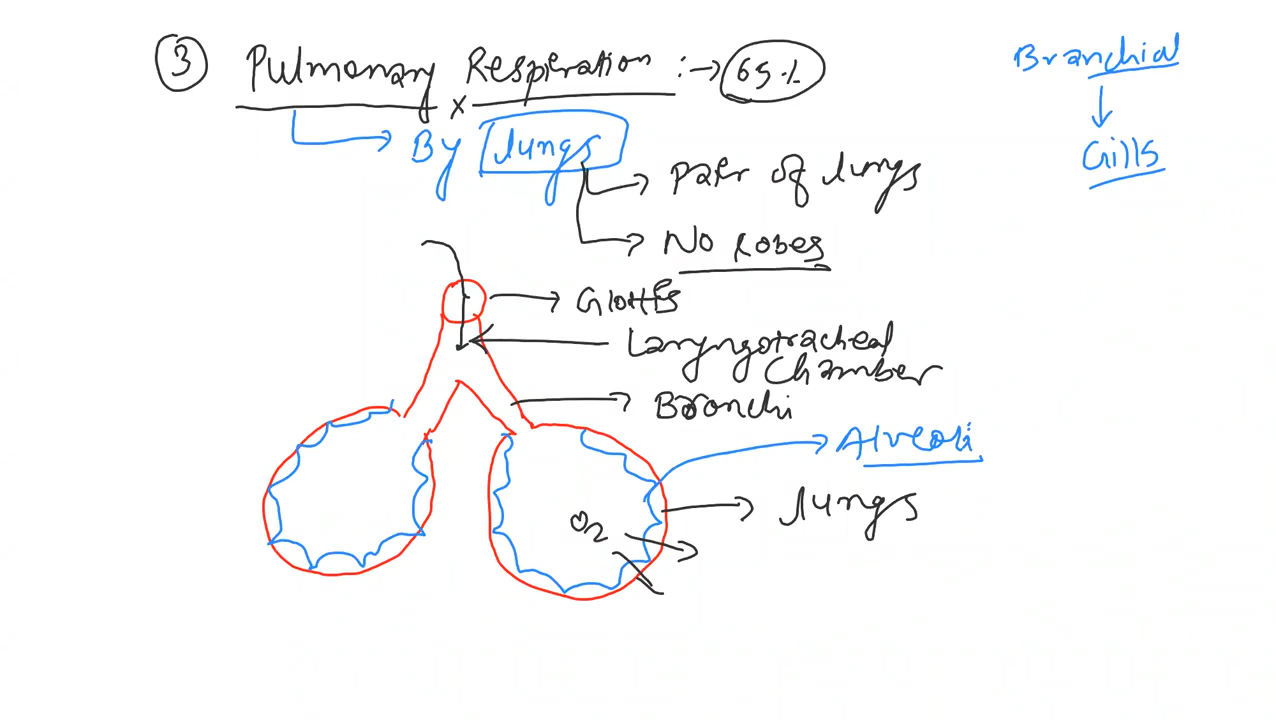 ③ Pulmonary Respiration :→ 65%
Branchial
↓
Gills
→ By lungs
→ Pair of lungs
→ No Lobes
→ Glottis
Laryngotracheal
Chamber
→ Bronchi
→ Alveoli
→ lungs
O2